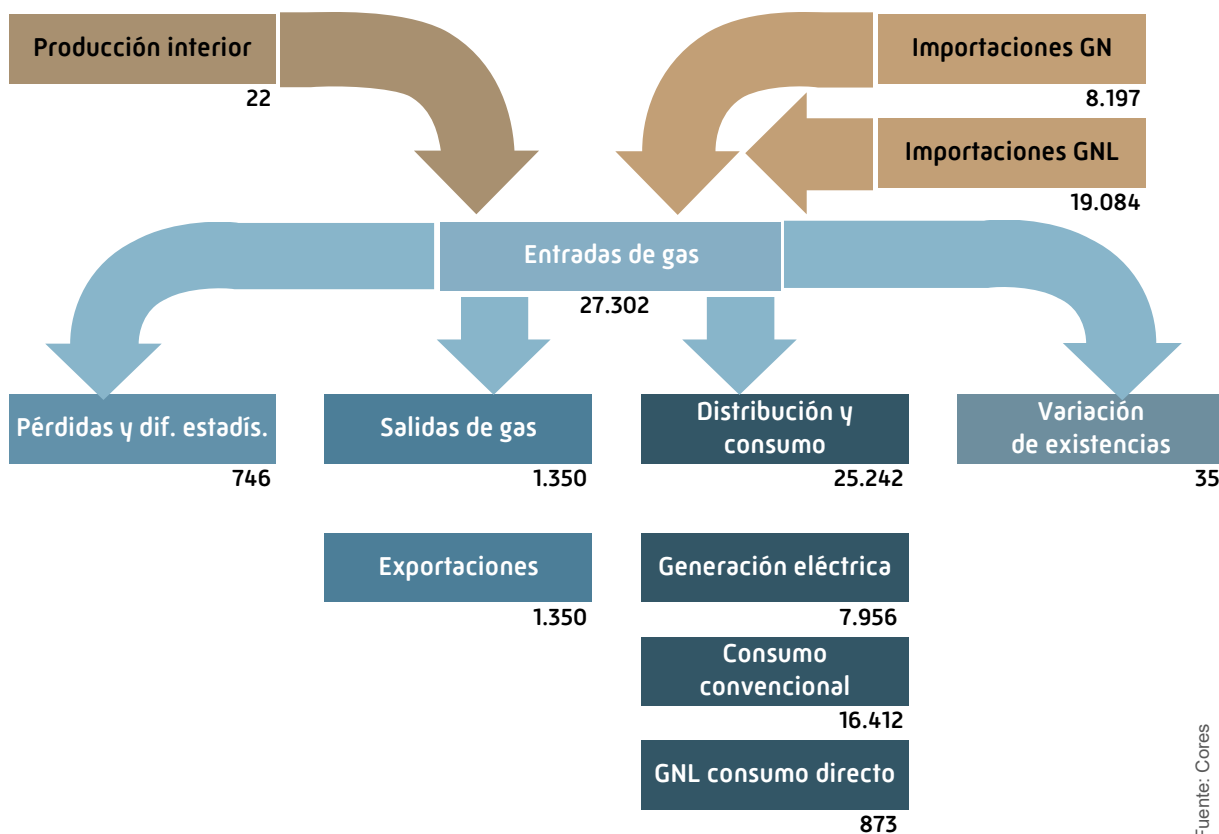 Producción interior
22
Importaciones GN
8.197
Importaciones GNL
19.084
Entradas de gas
27.302
Pérdidas y dif. estadís.
746
Salidas de gas
1.350
Distribución y
consumo
25.242
Variación
de existencias
35
Exportaciones
1.350
Generación eléctrica
7.956
Consumo
convencional
16.412
GNL consumo directo
873
Fuente: Cores